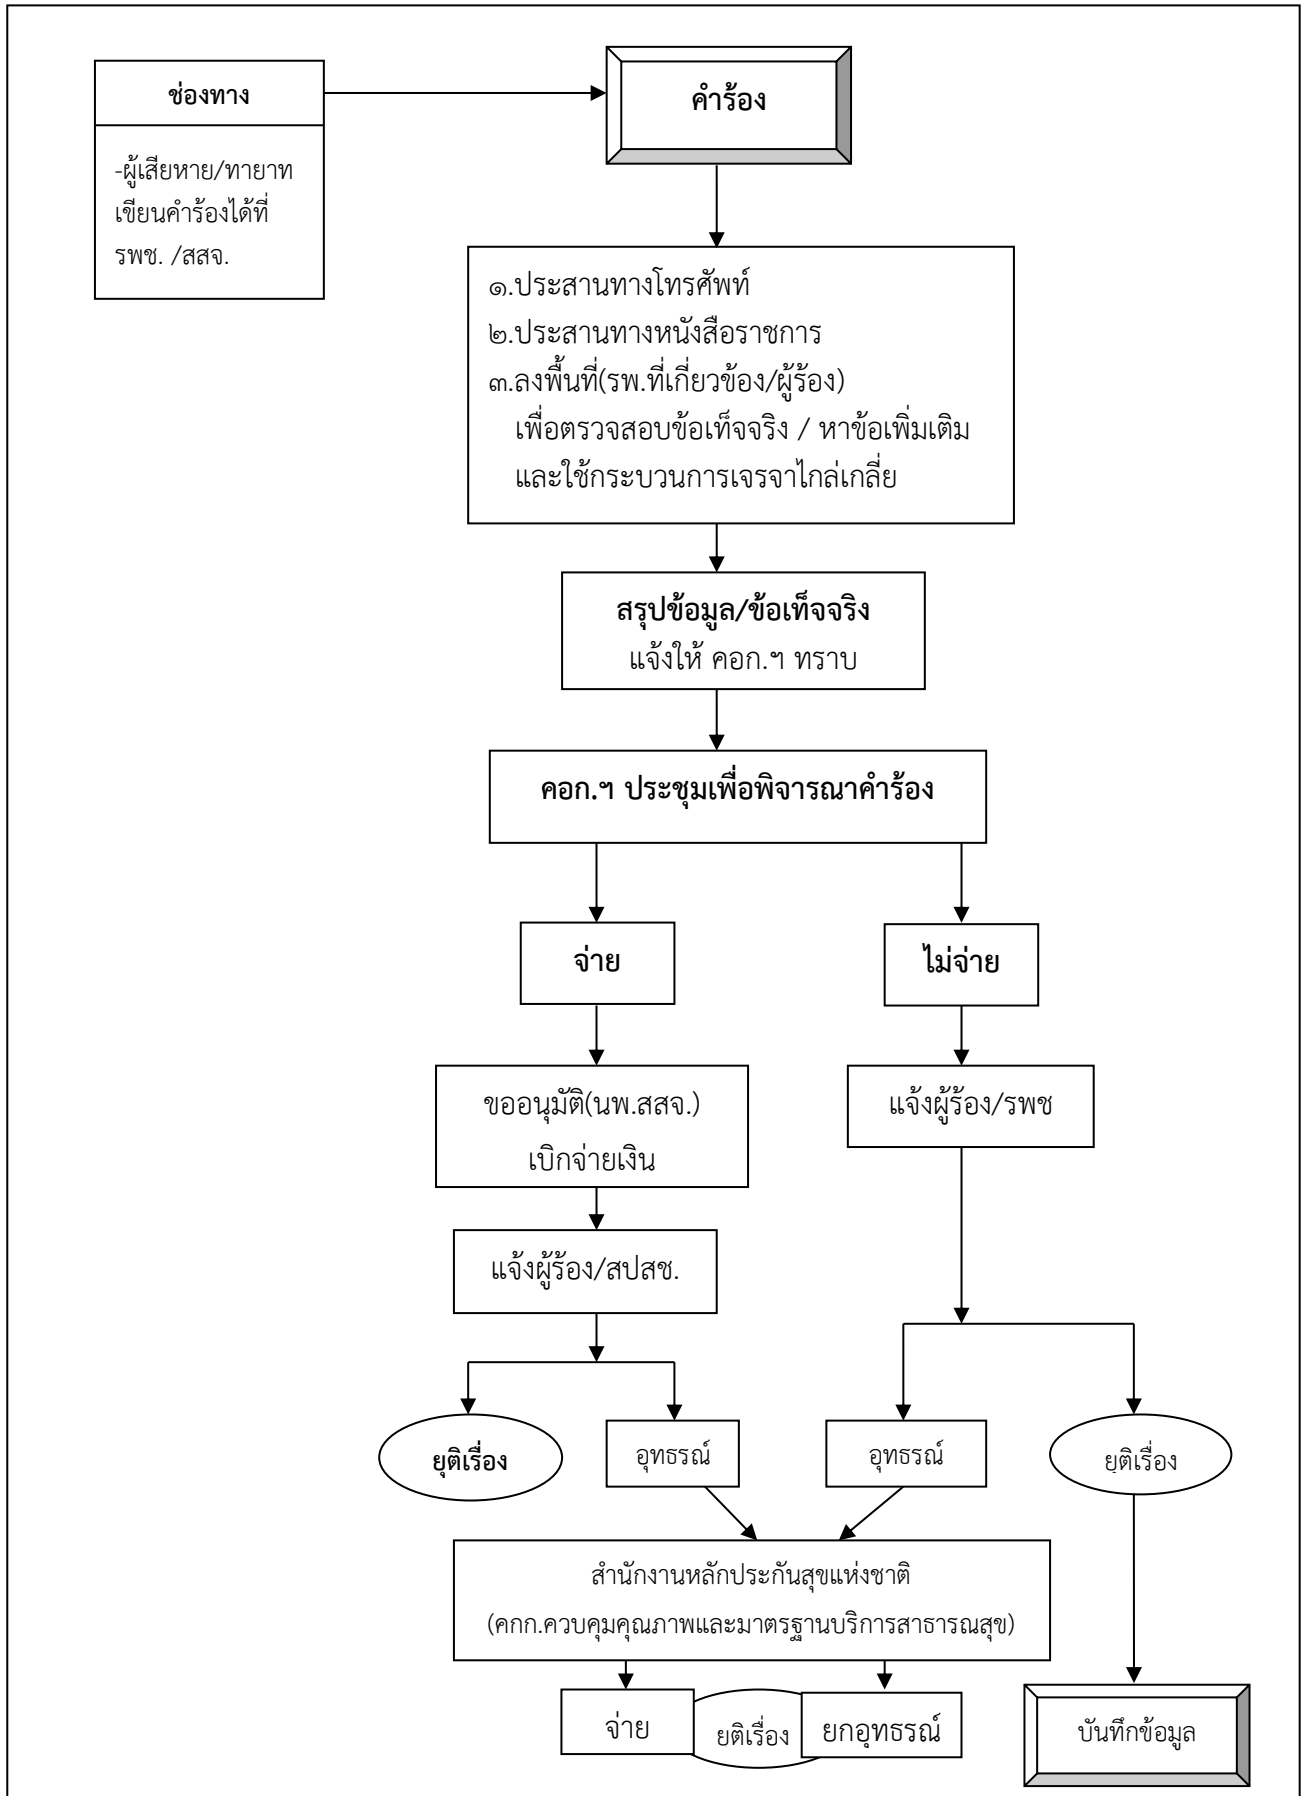 ช่องทาง
คำร้อง
-ผู้เสียหาย/ทายาท
เขียนคำร้องได้ที่
รพช. /สสจ.
๑.ประสานทางโทรศัพท์
๒.ประสานทางหนังสือราชการ
๓.ลงพื้นที่(รพ.ที่เกี่ยวข้อง/ผู้ร้อง)
เพื่อตรวจสอบข้อเท็จจริง / หาข้อเพิ่มเติม
และใช้กระบวนการเจรจาไกล่เกลี่ย
สรุปข้อมูล/ข้อเท็จจริง
แจ้งให้ คอก.ฯ ทราบ
คอก.ฯ ประชุมเพื่อพิจารณาคำร้อง
จ่าย
ไม่จ่าย
ขออนุมัติ(นพ.สสจ.)
เบิกจ่ายเงิน
แจ้งผู้ร้อง/รพช
แจ้งผู้ร้อง/สปสช.
ยุติเรื่อง
อุทธรณ์
อุทธรณ์
ยุติเรื่อง
สำนักงานหลักประกันสุขแห่งชาติ
(คกก.ควบคุมคุณภาพและมาตรฐานบริการสาธารณสุข)
จ่าย
ยติเรื่อง
ยกอุทธรณ์
บันทึกข้อมูล